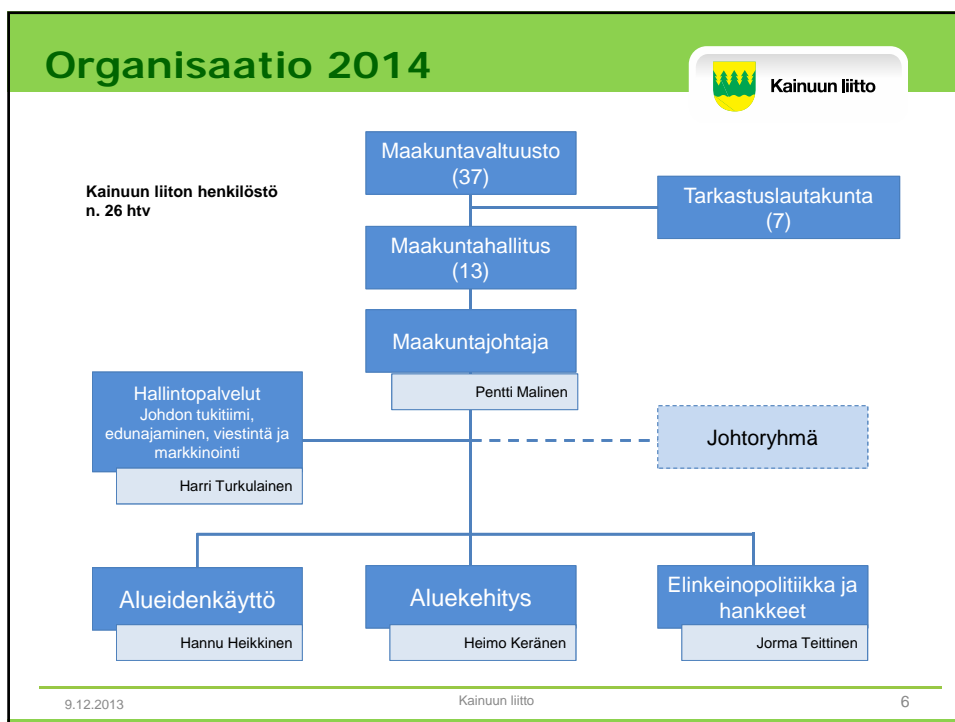 Organisaatio 2014
Kainuun liitto
Maakuntavaltuusto
(37)
Kainuun liiton henkilöstö
n. 26 htv
Tarkastuslautakunta
(7)
Maakuntahallitus
(13)
Maakuntajohtaja
Pentti Malinen
Hallintopalvelut
Johdon tukitiimi,
edunajaminen, viestintä ja
markkinointi
Harri Turkulainen
Johtoryhmä
Alueidenkäyttö
Hannu Heikkinen
Aluekehitys
Heimo Keränen
Elinkeinopolitiikka ja
hankkeet
Jorma Teittinen
9.12.2013
Kainuun liitto
6